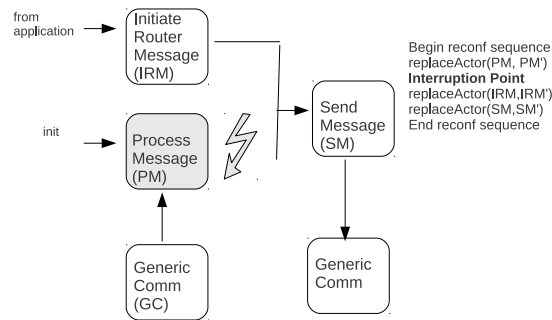 from
application
Initiate
Router
Message
(IRM)
Begin reconf sequence
replaceActor(PM, PM')
Interruption Point
replaceActor(IRM,IRM')
replaceActor(SM,SM')
End reconf sequence
Send
Message
(SM)
init
Process
Message
(PM)
Generic
Comm
(GC)
Generic
Comm